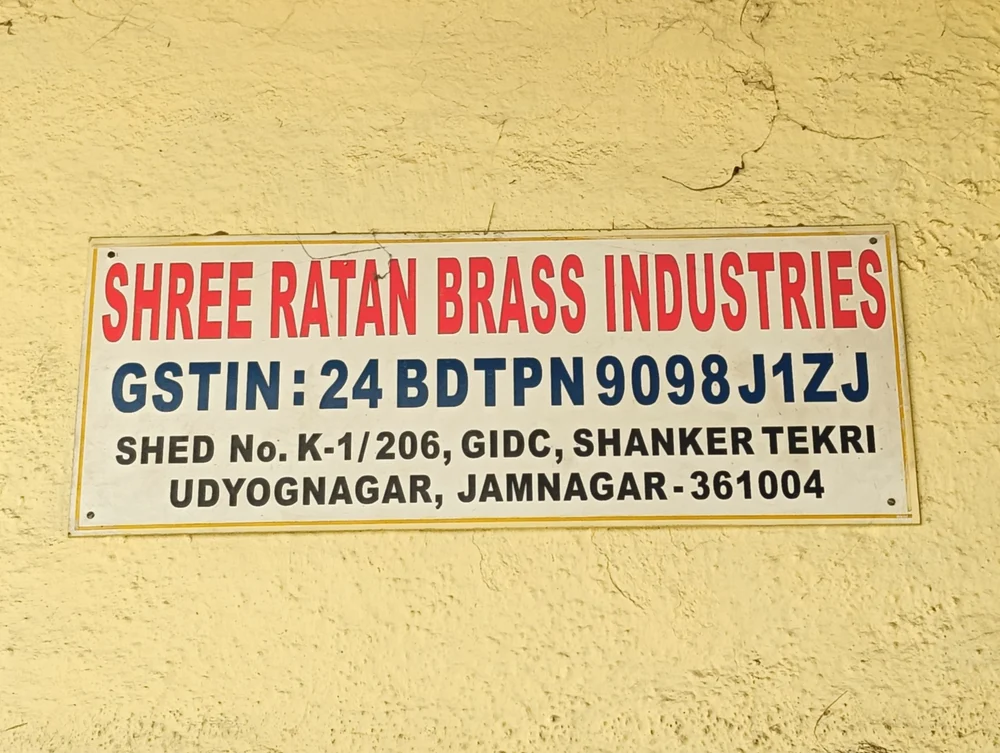 SHREE RATAN BRASS INDUSTRIES
GSTIN : 24 BDTPN 9098 J1ZJ
SHED No. K-1/206, GIDC, SHANKER TEKRI
UDYOGNAGAR, JAMNAGAR - 361004